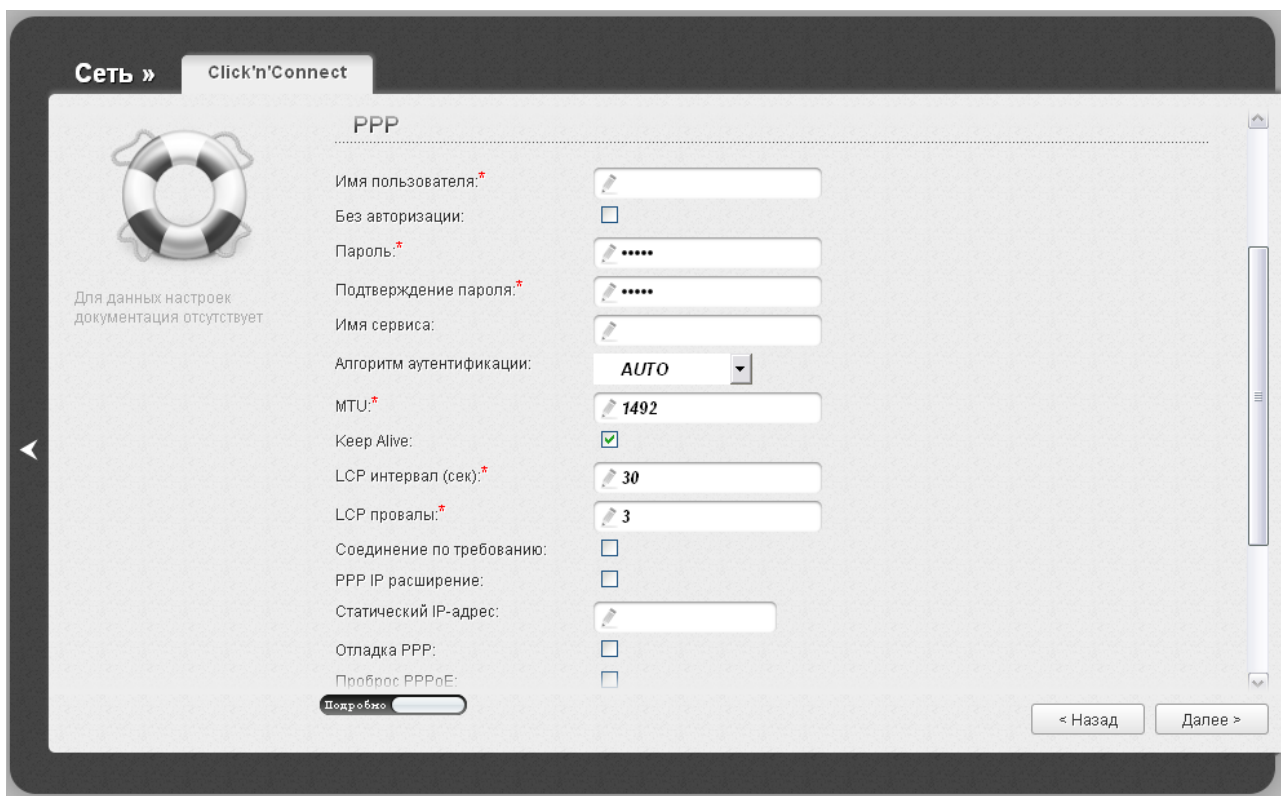 Сеть »
Click'n'Connect
Для данных настроек
документация отсутствует
PPP
Имя пользователя:*
Без авторизации:
Пароль:* •••••
Подтверждение пароля:* •••••
Имя сервиса:
Алгоритм аутентификации: AUTO
MTU:* 1492
Keep Alive:
LCP интервал (сек):* 30
LCP провалы:* 3
Соединение по требованию:
PPP IP расширение:
Статический IP-адрес:
Отладка PPP:
Проброс PPPoE:
Подробно
< Назад
Далее >